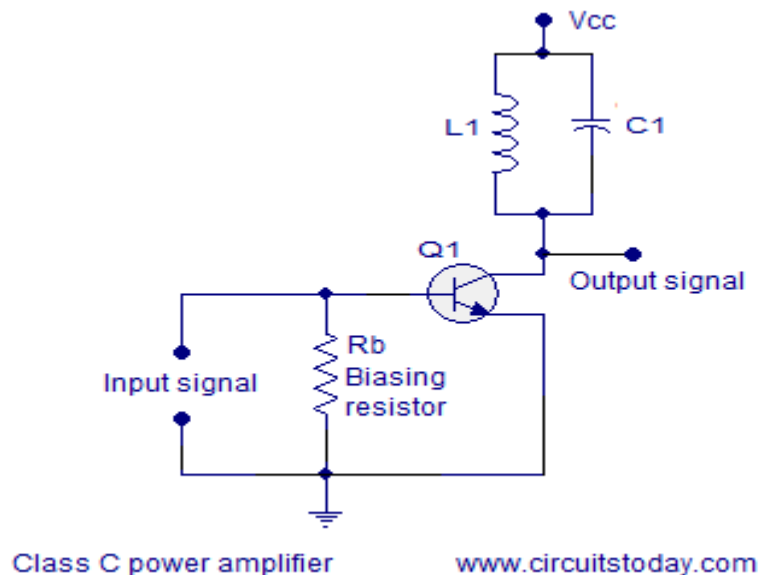 Vcc
L1
C1
Q1
Output signal
Rb
Biasing
resistor
Input signal
Class C power amplifier
www.circuitstoday.com